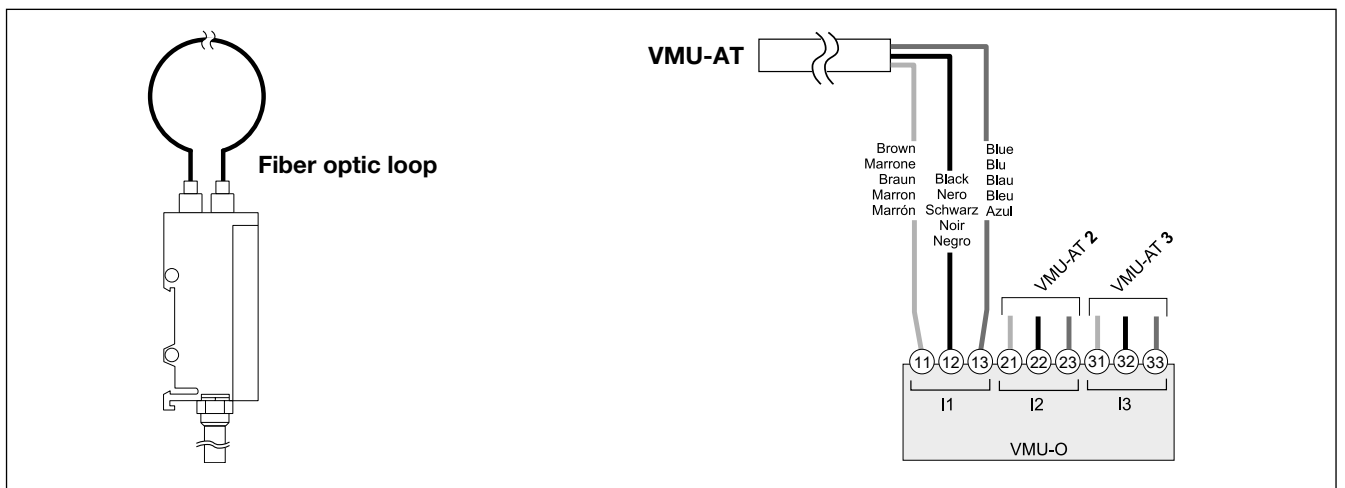 Fiber optic loop
VMU-AT
Brown
Marrone
Braun
Marron
Marrón
Black
Nero
Schwarz
Noir
Negro
Blue
Blu
Blau
Bleu
Azul
VMU-AT 2
VMU-AT 3
11 12 13 21 22 23 31 32 33
I1 I2 I3
VMU-O